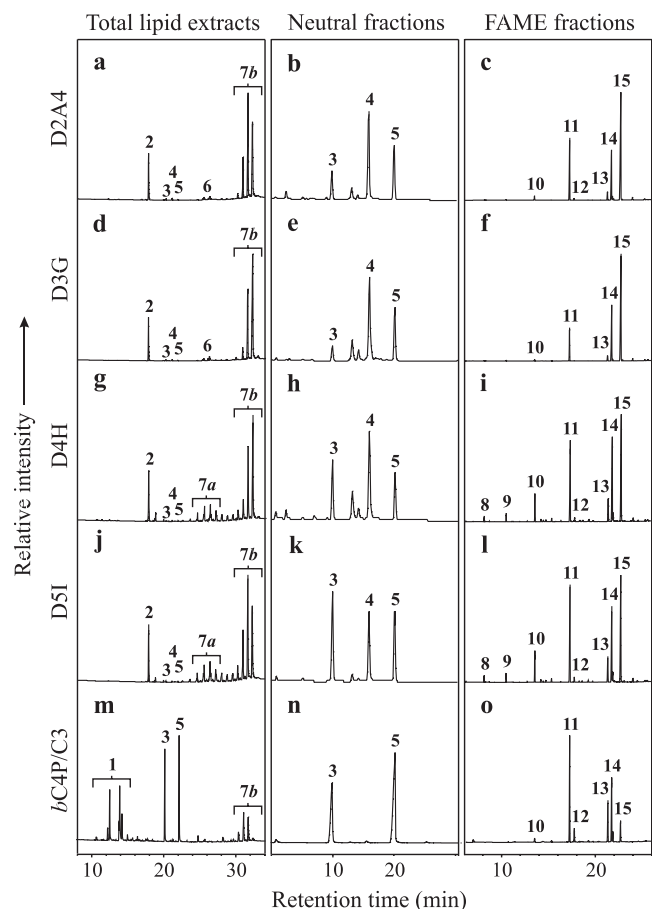 Total lipid extracts Neutral fractions FAME fractions
D2A4
a
2
3
4
5
6
7b
b
3
4
5
c
10
11
12
13
14
15
D3G
d
2
3
4
5
6
7b
e
3
4
5
f
10
11
13
14
15
D4H
g
2
3
4
5
7a
7b
h
3
4
5
i
8
9
10
11
12
13
14
15
D5I
j
2
3
4
5
7a
7b
k
3
4
5
l
8
9
10
11
12
13
14
15
bC4P/C3
m
1
3
5
7b
n
3
5
o
10
11
12
13
14
15
Relative intensity
10 20 30 10 20 10 20
Retention time (min)